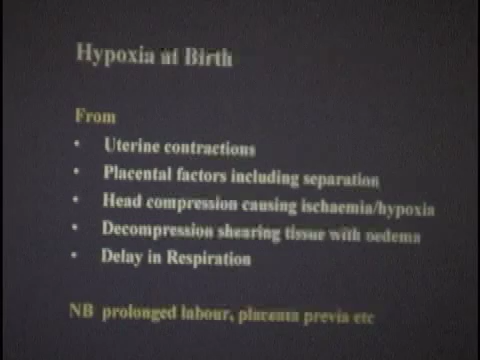 Hypoxia at Birth
From
• Uterine contractions
• Placental factors including separation
• Head compression causing ischaemia/hypoxia
• Decompression shearing tissue with oedema
• Delay in Respiration
NB prolonged labour, placenta previa etc